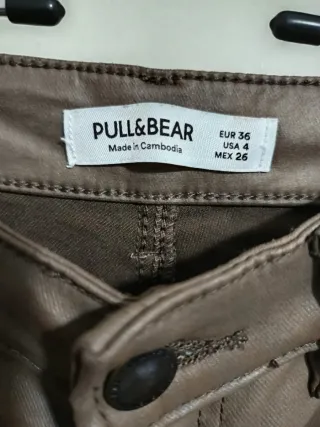 PULL&BEAR
Made in Cambodia
EUR 36
USA 4
MEX 26